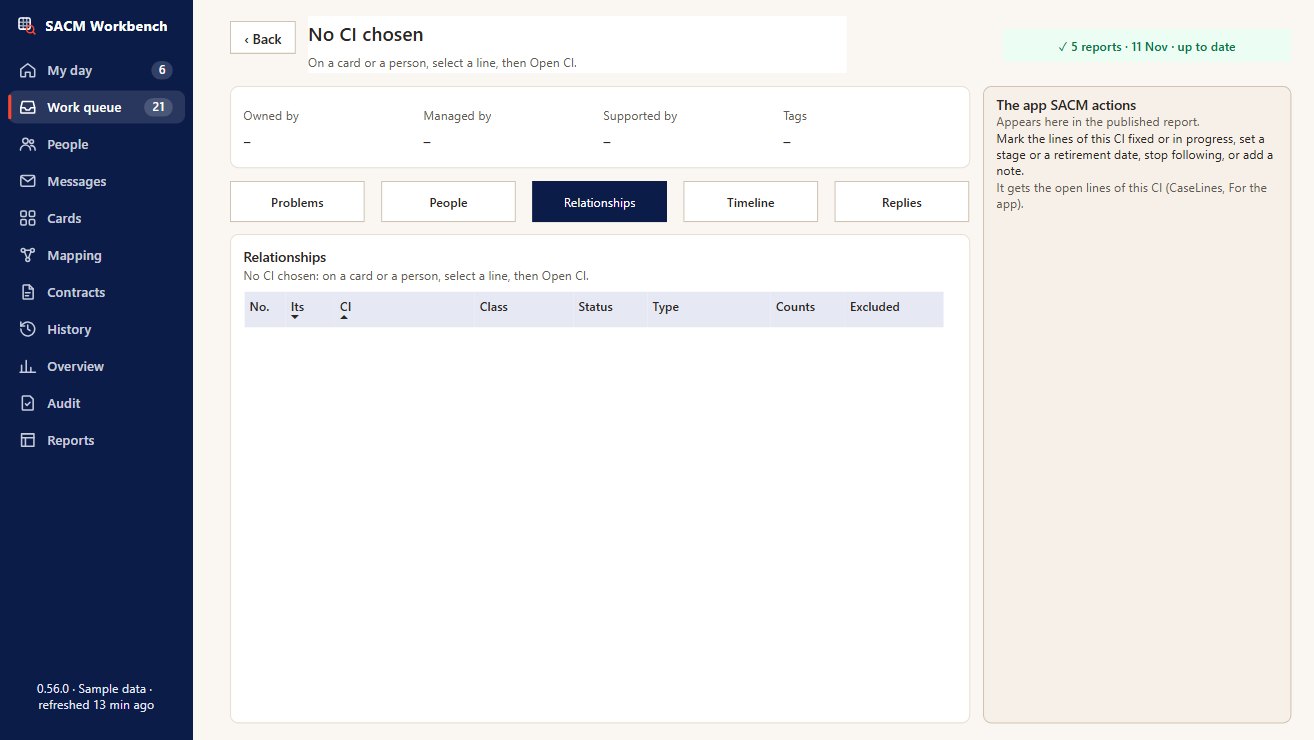 SACM Workbench
My day 6
Work queue 21
People
Messages
Cards
Mapping
Contracts
History
Overview
Audit
Reports
0.56.0 · Sample data ·
refreshed 13 min ago
‹ Back
No CI chosen
On a card or a person, select a line, then Open CI.
✓ 5 reports · 11 Nov · up to date
Owned by Managed by Supported by Tags
– – – –
Problems People Relationships Timeline Replies
Relationships
No CI chosen: on a card or a person, select a line, then Open CI.
No. Its CI Class Status Type Counts Excluded
The app SACM actions
Appears here in the published report.
Mark the lines of this CI fixed or in progress, set a
stage or a retirement date, stop following, or add a
note.
It gets the open lines of this CI (CaseLines, For the
app).